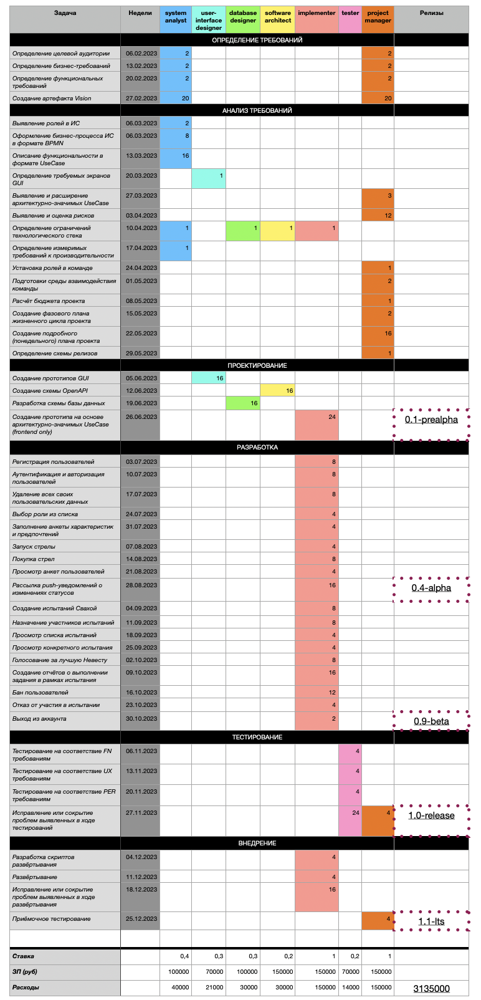 Задача Недели system analyst user-interface designer database designer software architect implementer tester project manager Релизы
ОПРЕДЕЛЕНИЕ ТРЕБОВАНИЙ
Определение целевой аудитории 06.02.2023 2 2
Определение бизнес-требований 13.02.2023 2 2
Определение функциональных требований 20.02.2023 2 2
Создание артефакта Vision 27.02.2023 20 20
АНАЛИЗ ТРЕБОВАНИЙ
Выявление ролей в ИС 06.03.2023 2
Оформление бизнес-процесса ИС в формате BPMN 06.03.2023 8
Описание функциональности в формате UseCase 13.03.2023 16
Определение требуемых экранов GUI 20.03.2023 1
Выявление и расширение архитектурно-значимых UseCase 27.03.2023 3
Выявление и оценка рисков 03.04.2023 12
Определение ограничений технологического стека 10.04.2023 1 1 1 1
Определение измеримых требований к производительности 17.04.2023 1
Установка ролей в команде 24.04.2023 1
Подготовки среды взаимодействия команды 01.05.2023 2
Расчёт бюджета проекта 08.05.2023 1
Создание фазового плана жизненного цикла проекта 15.05.2023 2
Создание подробного (понедельного) плана проекта 22.05.2023 16
Определение схемы релизов 29.05.2023 1
ПРОЕКТИРОВАНИЕ
Создание прототипов GUI 05.06.2023 16
Создание схемы OpenAPI 12.06.2023 16
Разработка схемы базы данных 19.06.2023 16
Создание прототипа на основе архитектурно-значимых UseCase (frontend only) 26.06.2023 24 0.1-prealpha
РАЗРАБОТКА
Регистрация пользователей 03.07.2023 8
Аутентификация и авторизация пользователей 10.07.2023 8
Удаление всех своих пользовательских данных 17.07.2023 8
Выбор роли из списка 24.07.2023 4
Заполнение анкеты характеристик и предпочтений 31.07.2023 4
Запуск стрелы 07.08.2023 4
Покупка стрел 14.08.2023 8
Просмотр анкет пользователей 21.08.2023 4
Рассылка push-уведомлений о изменениях статусов 28.08.2023 16 0.4-alpha
Создание испытаний Свахой 04.09.2023 8
Назначение участников испытаний 11.09.2023 8
Просмотр списка испытаний 18.09.2023 4
Просмотр конкретного испытания 25.09.2023 4
Голосование за лучшую Невесту 02.10.2023 8
Создание отчётов о выполнении задания в рамках испытания 09.10.2023 16
Бан пользователей 16.10.2023 12
Отказ от участия в испытании 23.10.2023 4
Выход из аккаунта 30.10.2023 2 0.9-beta
ТЕСТИРОВАНИЕ
Тестирование на соответствие FN требованиям 06.11.2023 4
Тестирование на соответствие UX требованиям 13.11.2023 4
Тестирование на соответствие PER требованиям 20.11.2023 4
Исправление или сокрытие проблем выявленных в ходе тестирований 27.11.2023 24 4 1.0-release
ВНЕДРЕНИЕ
Разработка скриптов развёртывания 04.12.2023 4
Развёртывание 11.12.2023 4
Исправление или сокрытие проблем выявленных в ходе развёртывания 18.12.2023 16
Приёмочное тестирование 25.12.2023 4 1.1-lts
Ставка 0,4 0,3 0,3 0,2 1 0,2 1
ЗП (руб) 100000 70000 100000 150000 150000 70000 150000
Расходы 40000 21000 30000 30000 150000 14000 150000 3135000